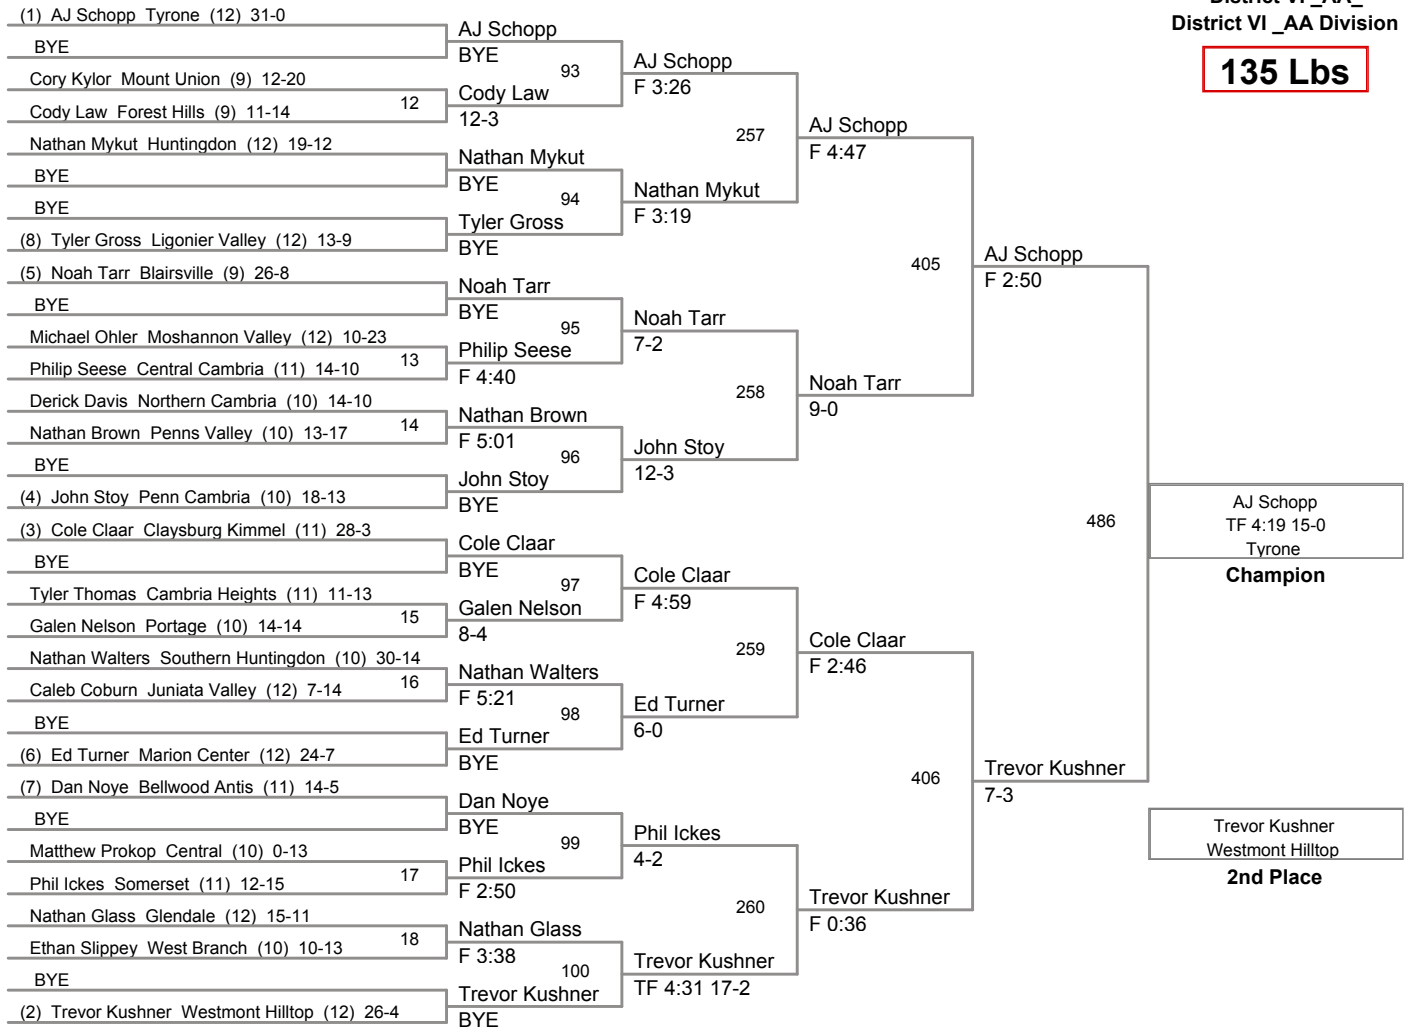 District VI _AA_
District VI _AA Division
135 Lbs
(1) AJ Schopp Tyrone (12) 31-0
BYE
Cory Kylor Mount Union (9) 12-20
Cody Law Forest Hills (9) 11-14
Nathan Mykut Huntingdon (12) 19-12
BYE
BYE
(8) Tyler Gross Ligonier Valley (12) 13-9
(5) Noah Tarr Blairsville (9) 26-8
BYE
Michael Ohler Moshannon Valley (12) 10-23
Philip Seese Central Cambria (11) 14-10
Derick Davis Northern Cambria (10) 14-10
Nathan Brown Penns Valley (10) 13-17
BYE
(4) John Stoy Penn Cambria (10) 18-13
(3) Cole Claar Claysburg Kimmel (11) 28-3
BYE
Tyler Thomas Cambria Heights (11) 11-13
Galen Nelson Portage (10) 14-14
Nathan Walters Southern Huntingdon (10) 30-14
Caleb Coburn Juniata Valley (12) 7-14
BYE
(6) Ed Turner Marion Center (12) 24-7
(7) Dan Noye Bellwood Antis (11) 14-5
BYE
Matthew Prokop Central (10) 0-13
Phil Ickes Somerset (11) 12-15
Nathan Glass Glendale (12) 15-11
Ethan Slippey West Branch (10) 10-13
BYE
(2) Trevor Kushner Westmont Hilltop (12) 26-4
12
13
14
15
16
17
18
AJ Schopp
BYE
93
Cody Law
12-3
Nathan Mykut
BYE
94
Tyler Gross
BYE
Noah Tarr
BYE
95
Philip Seese
F 4:40
Nathan Brown
F 5:01
96
John Stoy
BYE
Cole Claar
BYE
97
Galen Nelson
8-4
Nathan Walters
F 5:21
98
Ed Turner
BYE
Dan Noye
BYE
99
Phil Ickes
F 2:50
Nathan Glass
F 3:38
100
Trevor Kushner
BYE
AJ Schopp
F 3:26
257
Nathan Mykut
F 3:19
Noah Tarr
7-2
258
John Stoy
12-3
Cole Claar
F 4:59
259
Ed Turner
6-0
Phil Ickes
4-2
260
Trevor Kushner
TF 4:31 17-2
AJ Schopp
F 4:47
405
Noah Tarr
9-0
Cole Claar
F 2:46
406
Trevor Kushner
F 0:36
AJ Schopp
F 2:50
486
Trevor Kushner
7-3
AJ Schopp
TF 4:19 15-0
Tyrone
Champion
Trevor Kushner
Westmont Hilltop
2nd Place